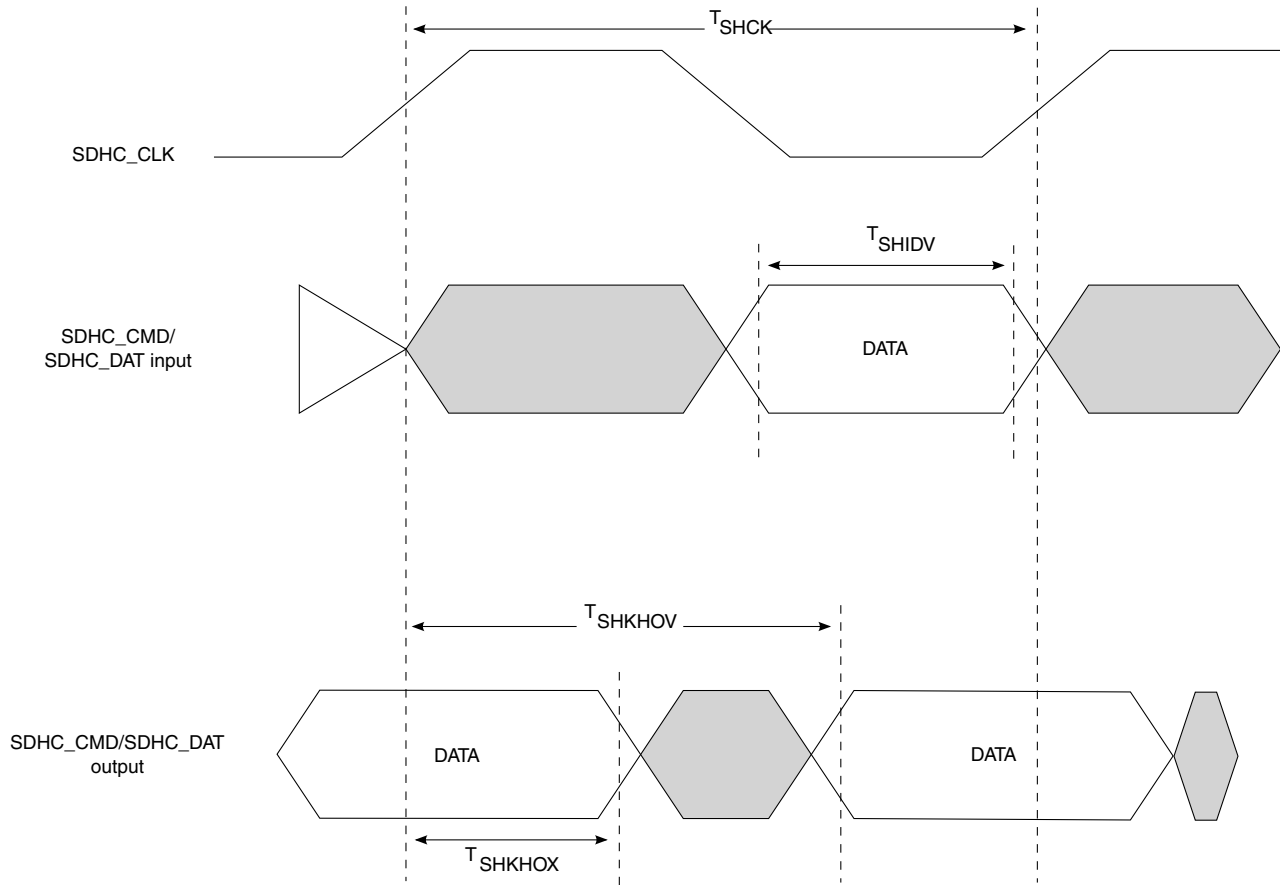 TSHCK
SDHC_CLK
TSHIDV
SDHC_CMD/
SDHC_DAT input
DATA
TSHKHOV
SDHC_CMD/SDHC_DAT
output
DATA
DATA
TSHKHOX